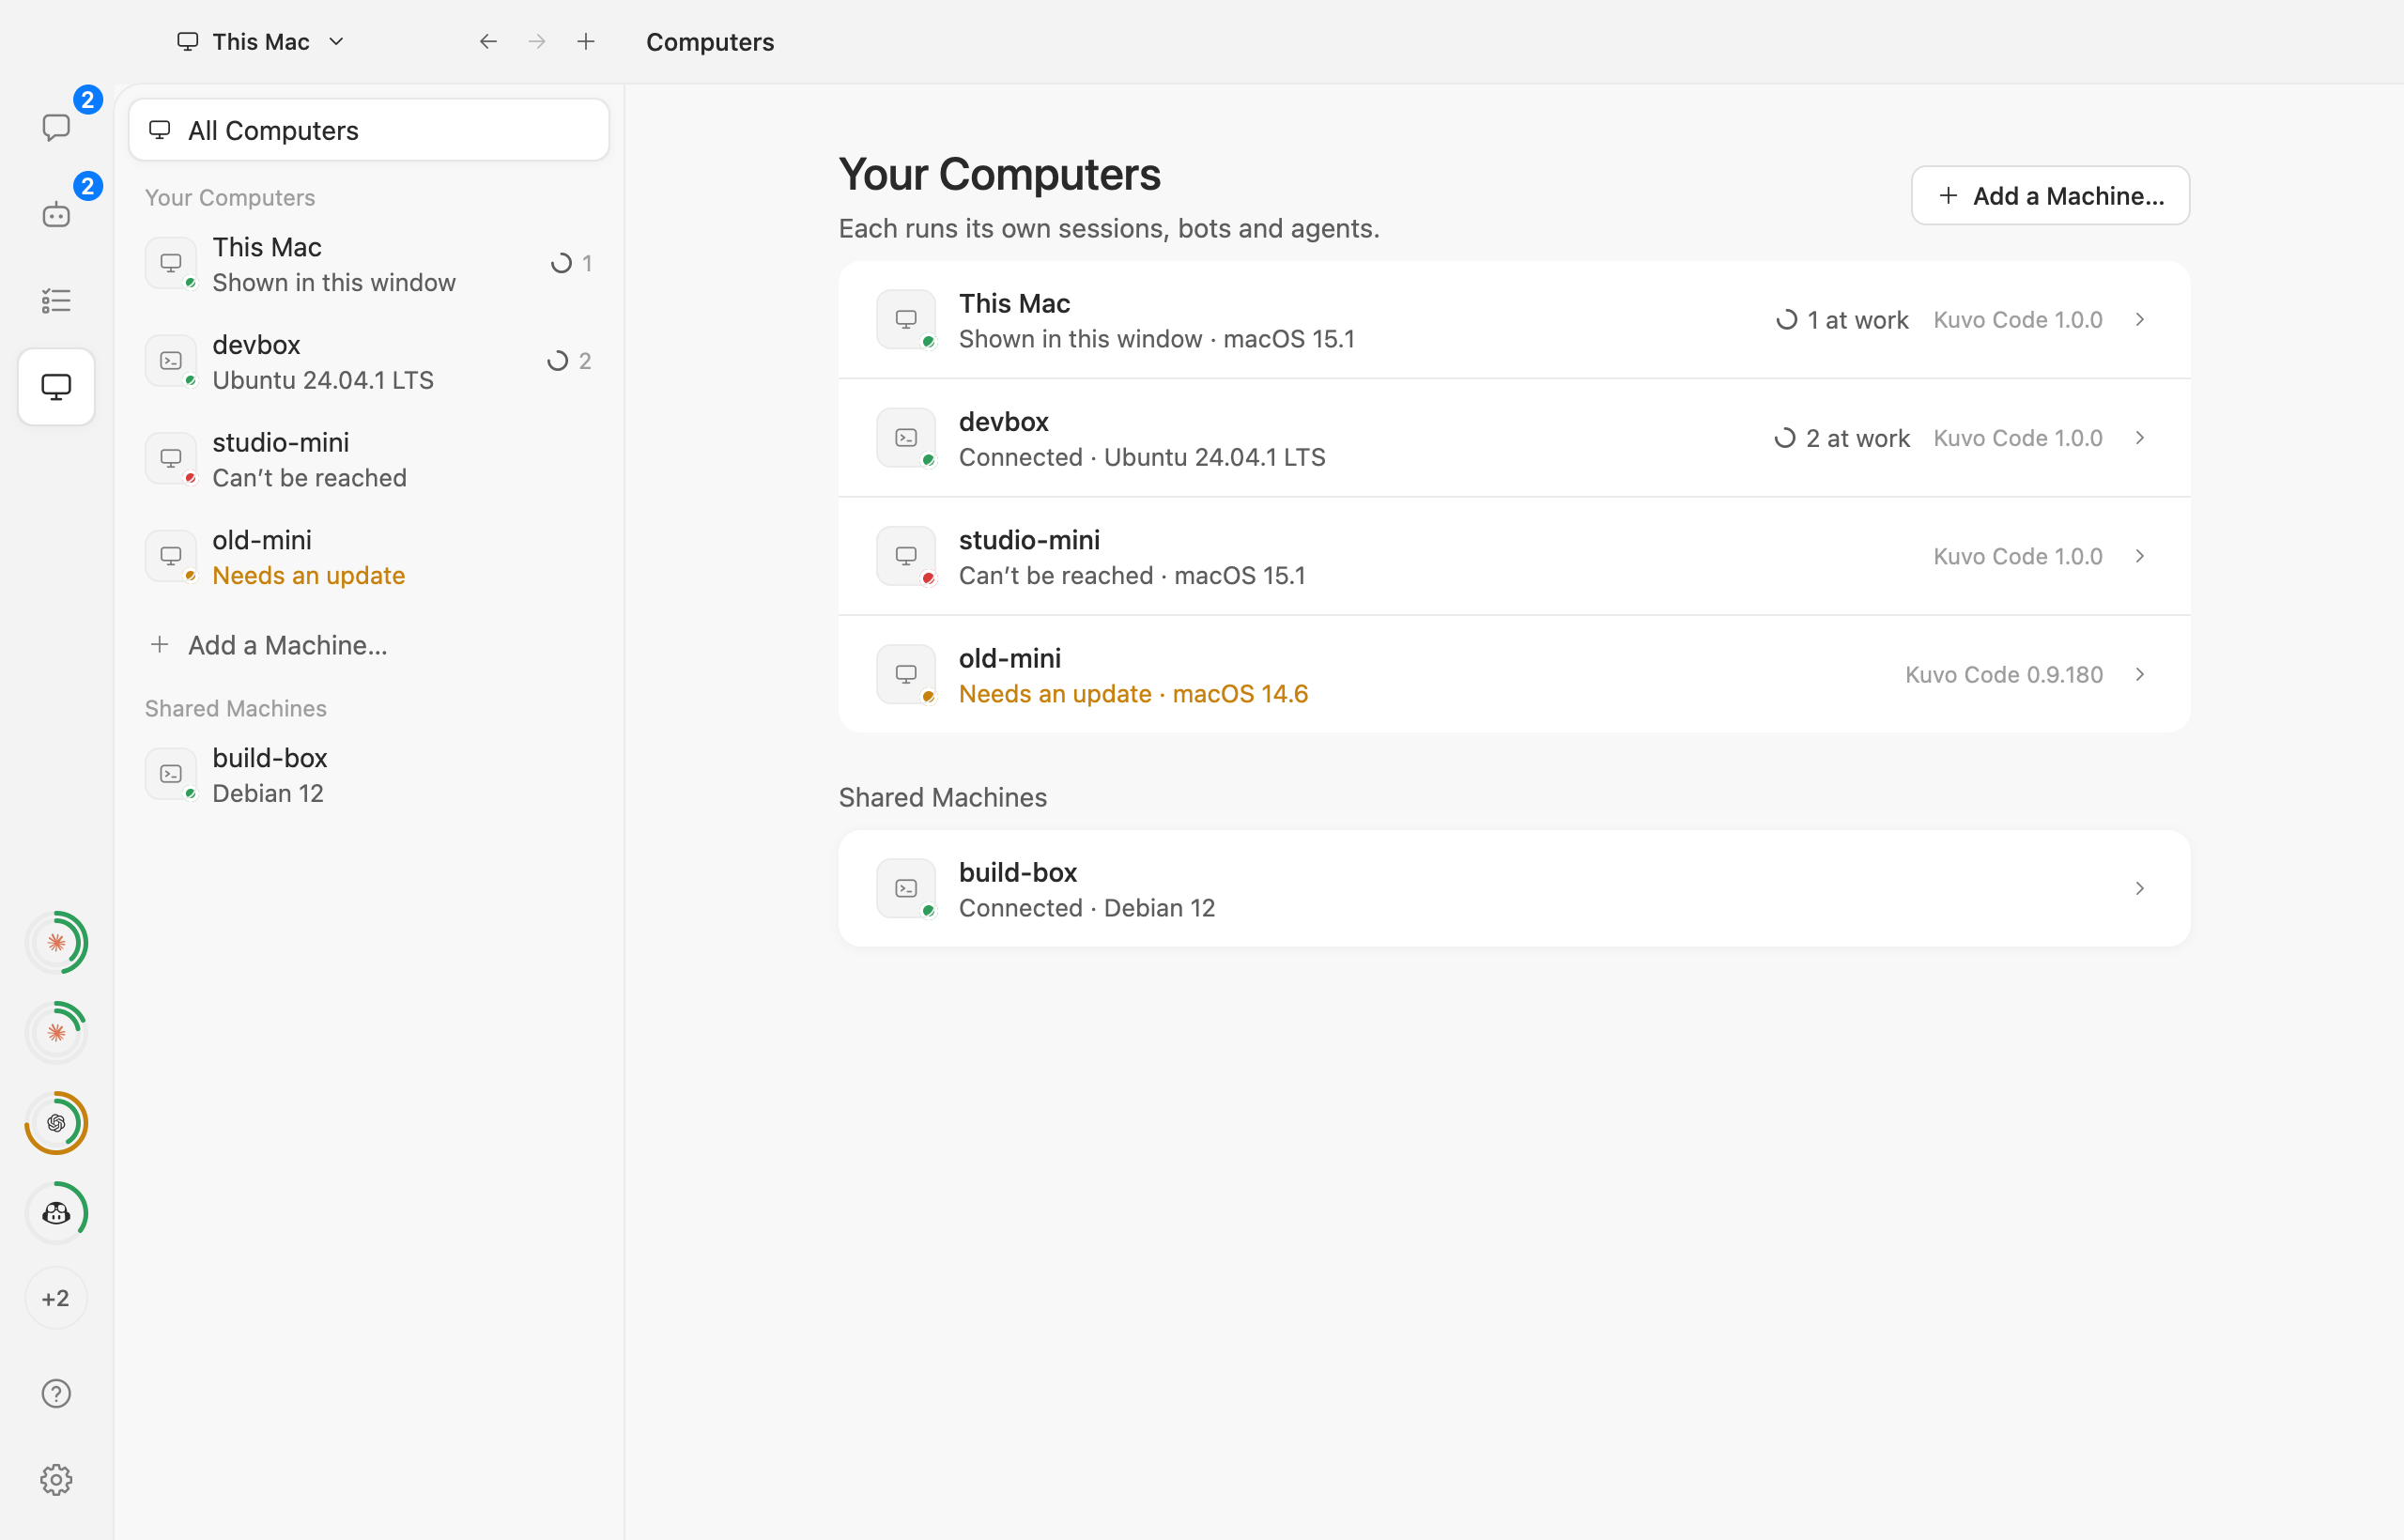 This Mac
Computers
2
2
All Computers
Your Computers
This Mac
Shown in this window
1
devbox
Ubuntu 24.04.1 LTS
2
studio-mini
Can’t be reached
old-mini
Needs an update
Add a Machine...
Shared Machines
build-box
Debian 12
+2
Your Computers
Each runs its own sessions, bots and agents.
Add a Machine...
This Mac
Shown in this window · macOS 15.1
1 at work
Kuvo Code 1.0.0
devbox
Connected · Ubuntu 24.04.1 LTS
2 at work
Kuvo Code 1.0.0
studio-mini
Can’t be reached · macOS 15.1
Kuvo Code 1.0.0
old-mini
Needs an update · macOS 14.6
Kuvo Code 0.9.180
Shared Machines
build-box
Connected · Debian 12